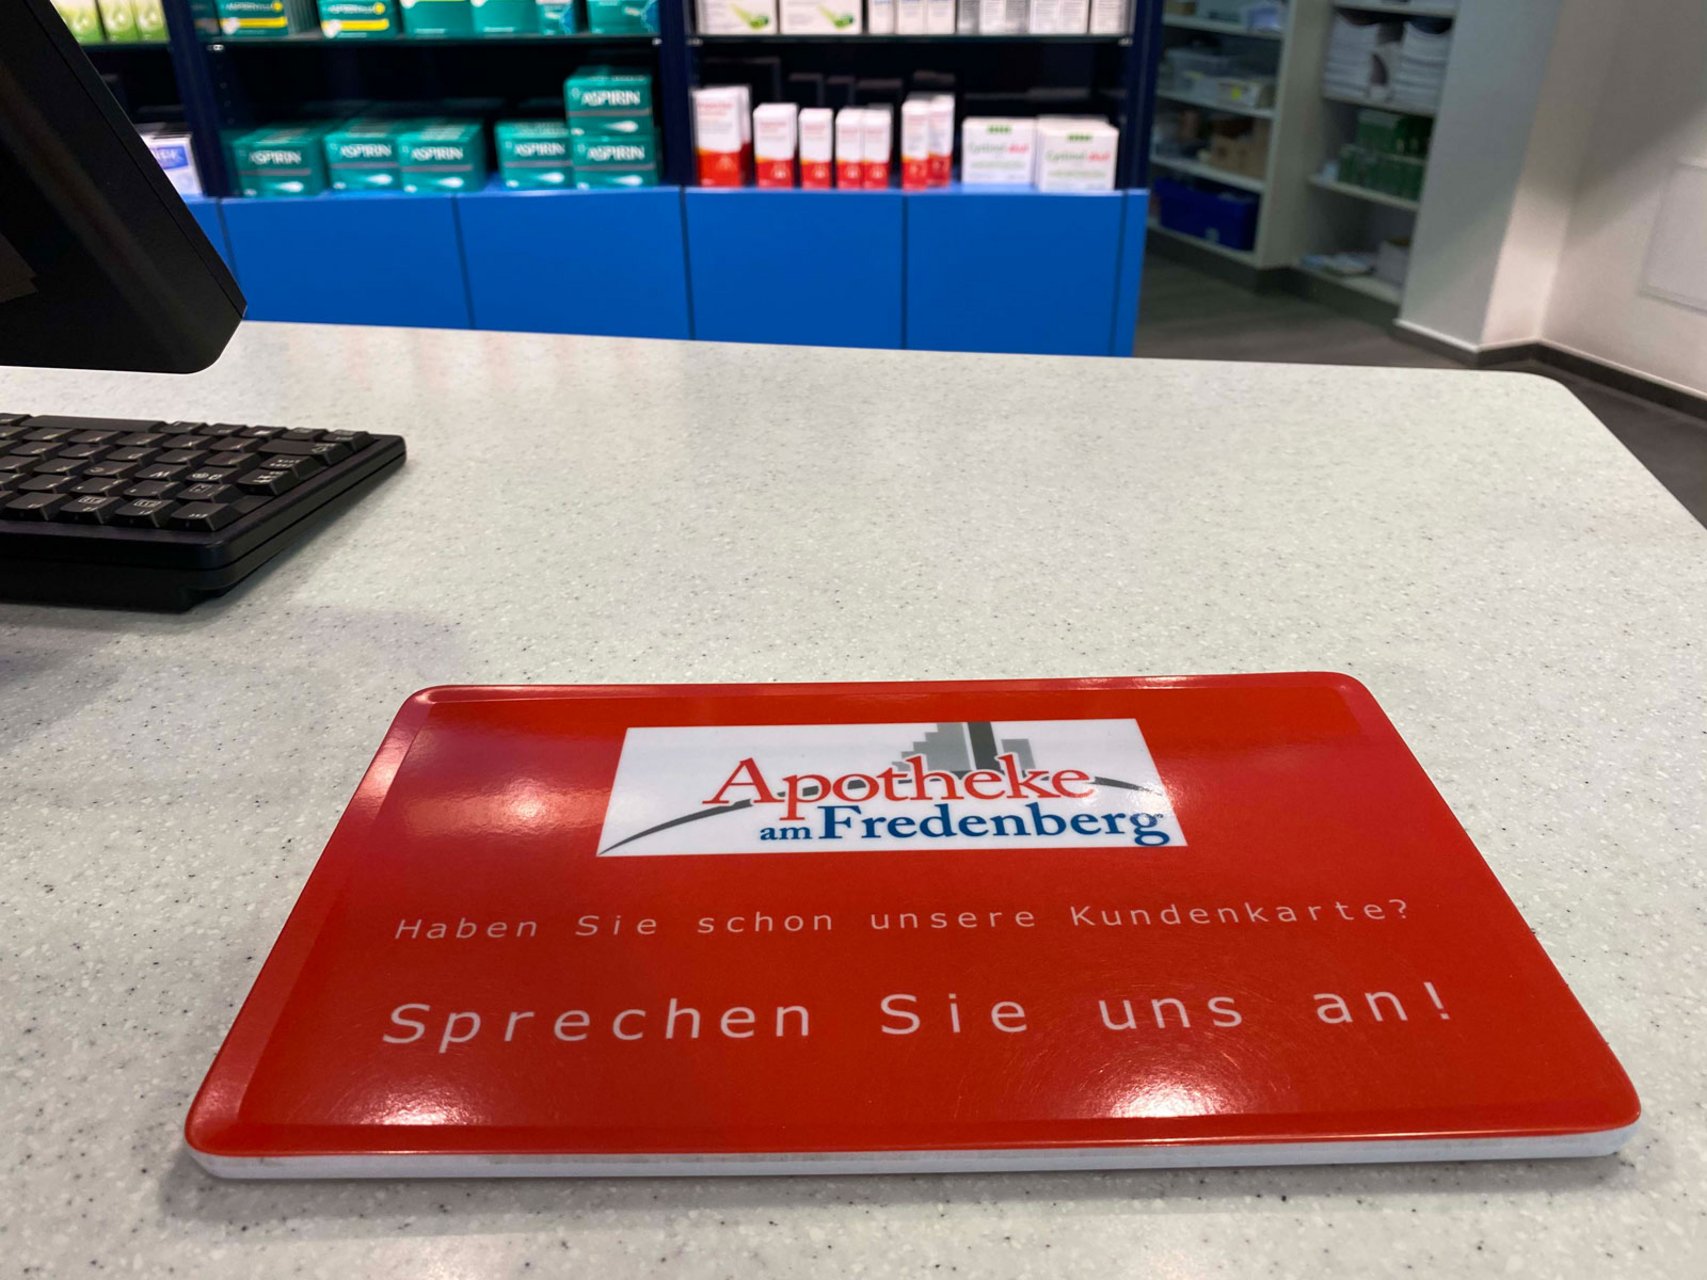 ASPIRIN
ASPIRIN
ASPIRIN
ASPIRIN
ASPIRIN
ASPIRIN
Apotheke
am Fredenberg
Haben Sie schon unsere Kundenkarte?
Sprechen Sie uns an!